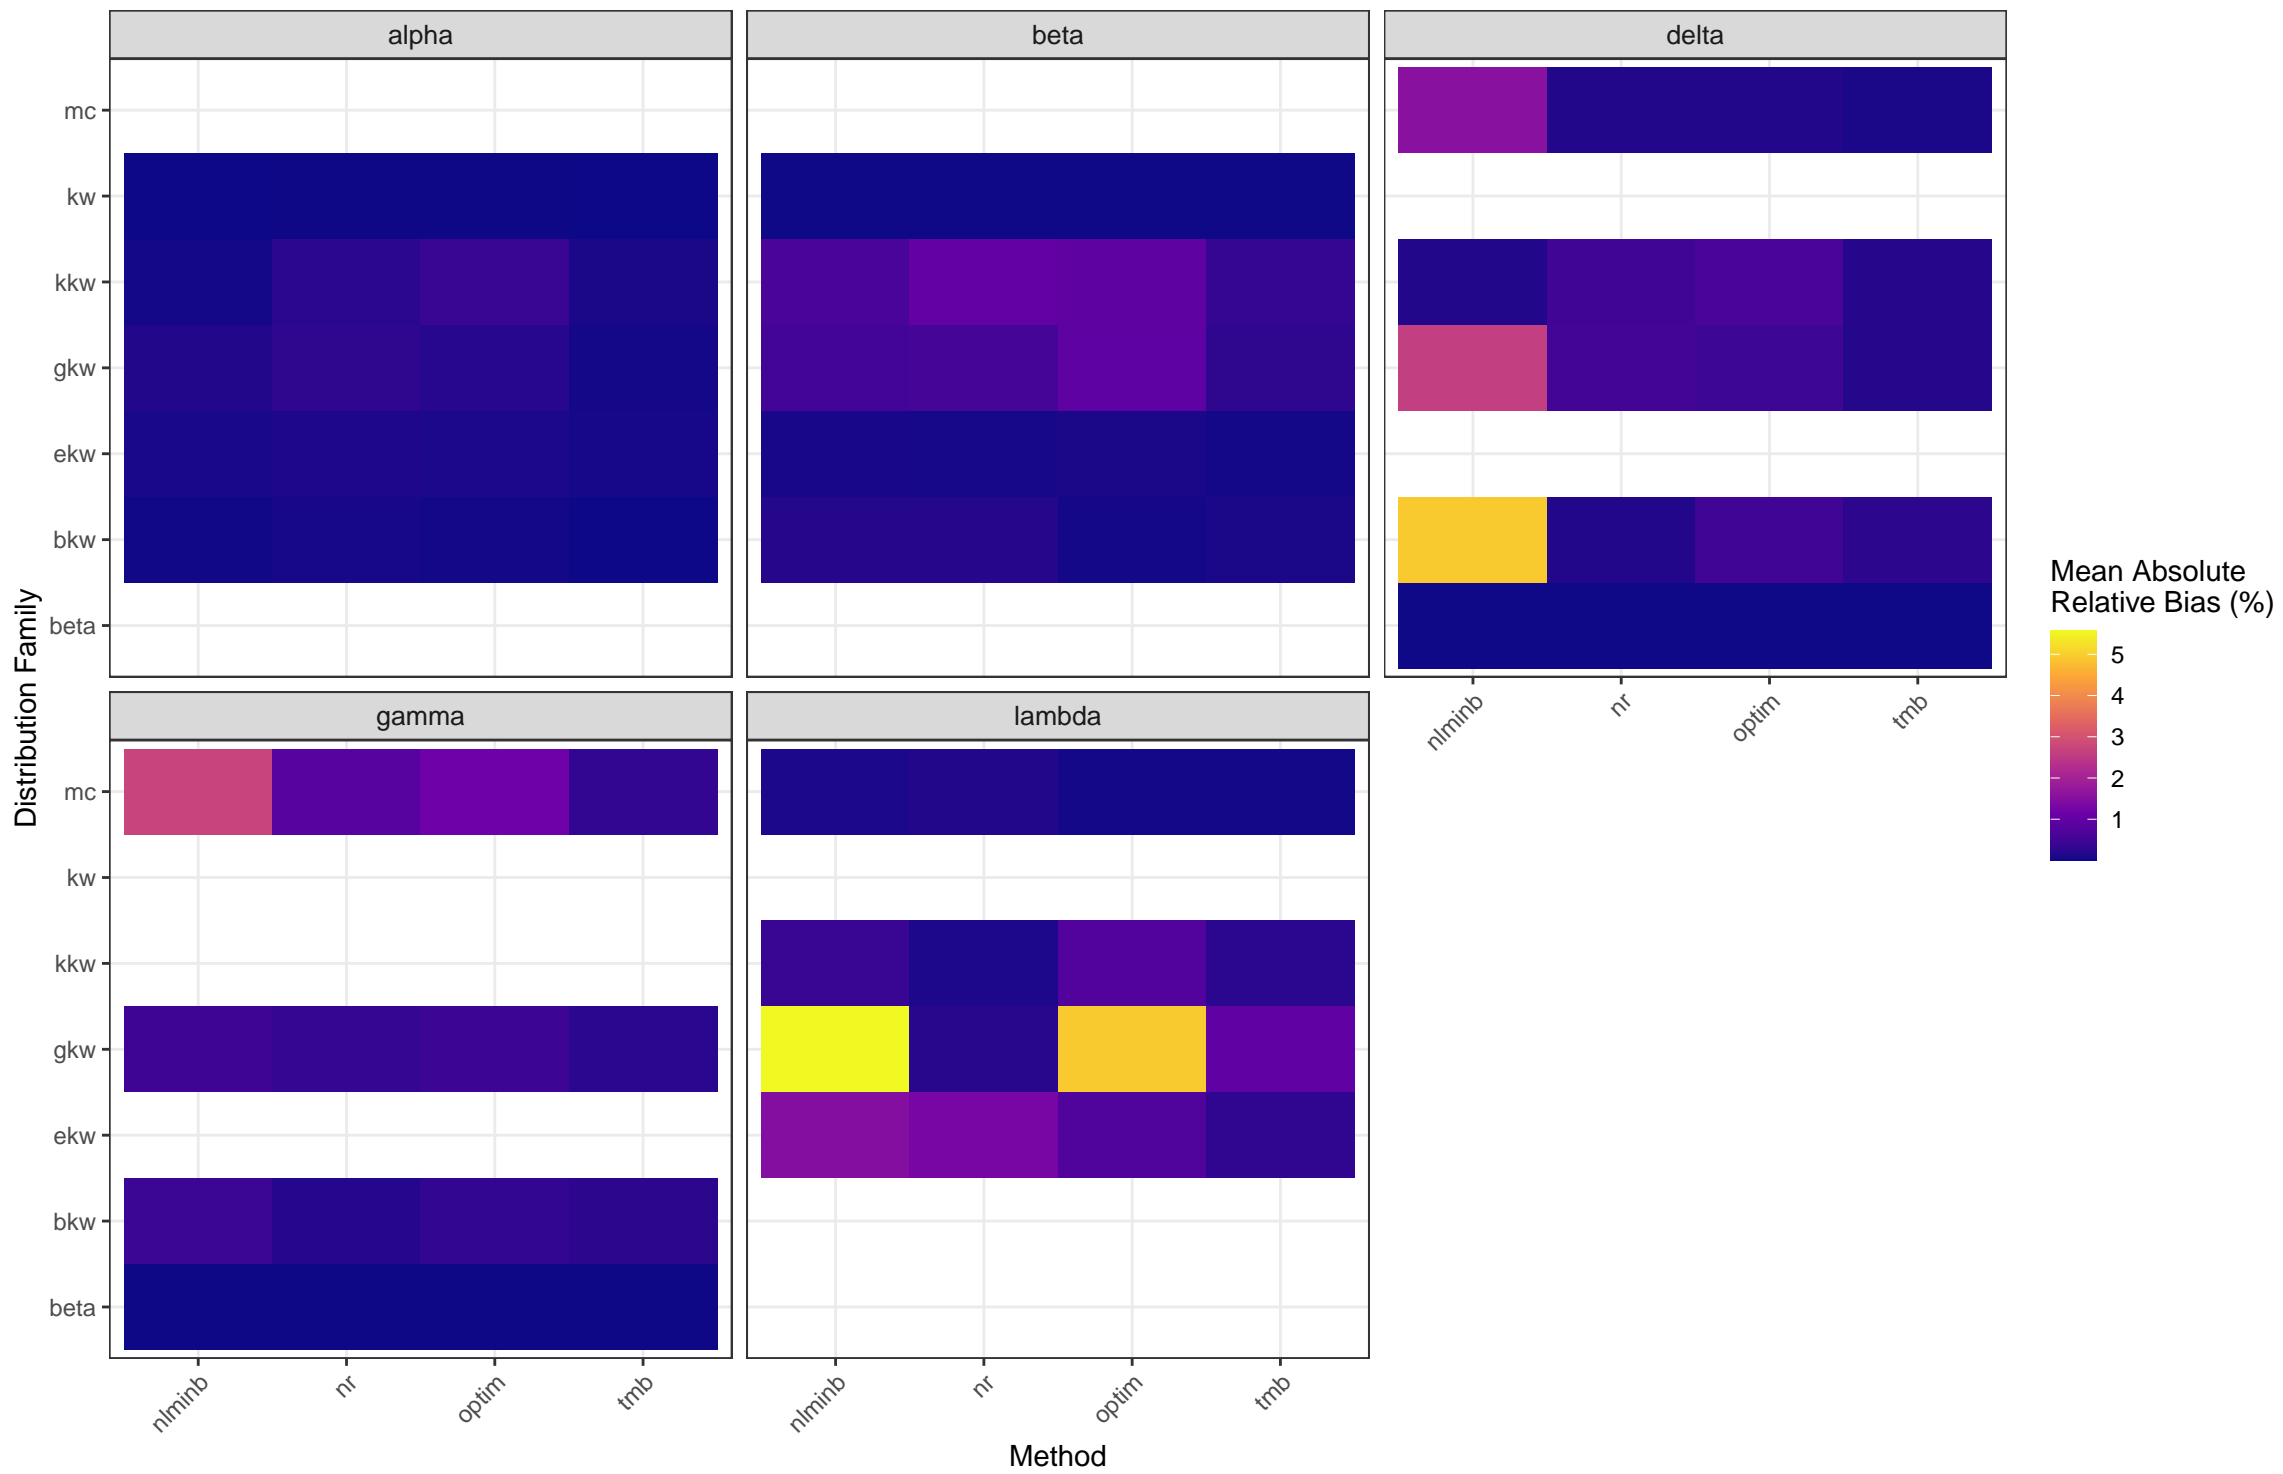 alpha
beta
delta
mc
kw
kkw
gkw
ekw
bkw
beta
nlminb
nr
optim
tmb
gamma
lambda
mc
kw
kkw
gkw
ekw
bkw
beta
nlminb
nr
optim
tmb
nlminb
nr
optim
tmb
Distribution Family
Method
Mean Absolute
Relative Bias (%)
5
4
3
2
1